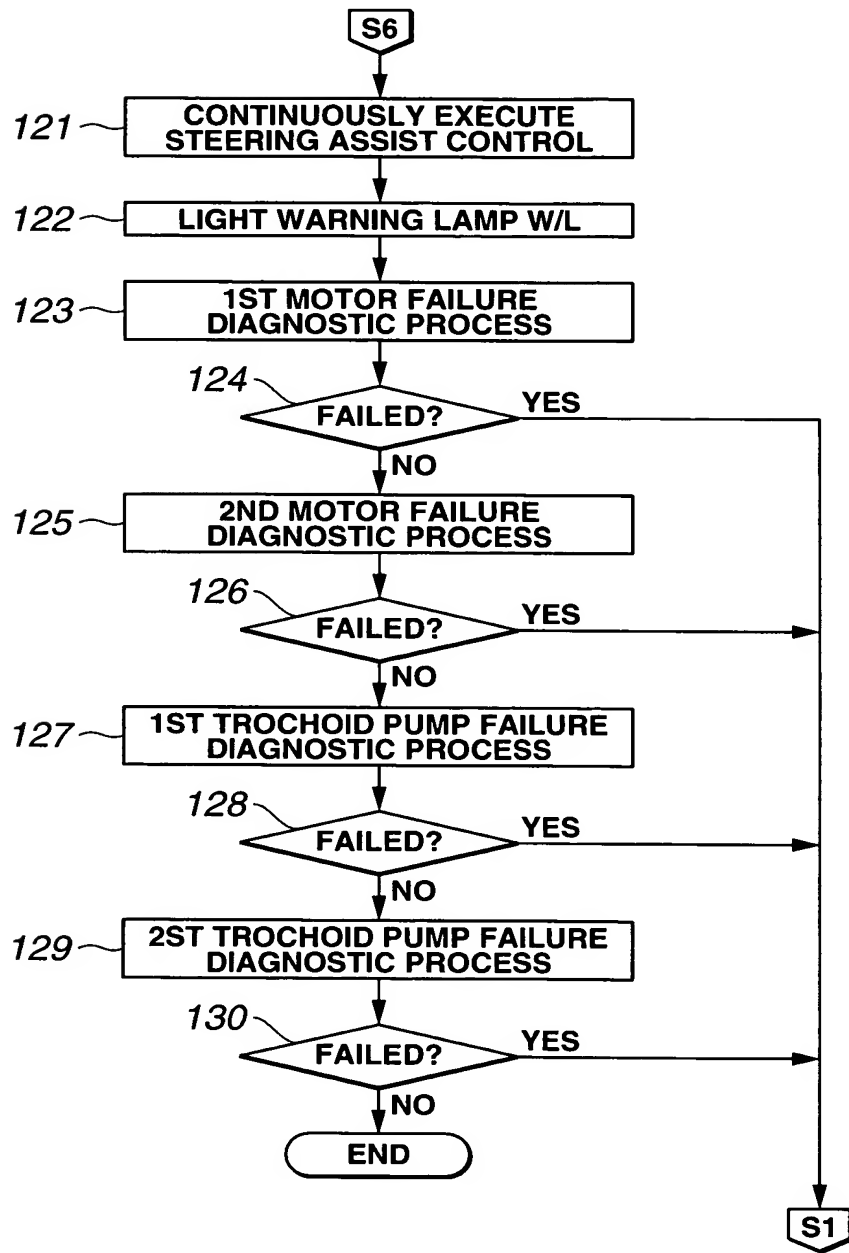 S6
121
CONTINUOUSLY EXECUTE
STEERING ASSIST CONTROL
122
LIGHT WARNING LAMP W/L
123
1ST MOTOR FAILURE
DIAGNOSTIC PROCESS
124
FAILED?
YES
NO
125
2ND MOTOR FAILURE
DIAGNOSTIC PROCESS
126
FAILED?
YES
NO
127
1ST TROCHOID PUMP FAILURE
DIAGNOSTIC PROCESS
128
FAILED?
YES
NO
129
2ST TROCHOID PUMP FAILURE
DIAGNOSTIC PROCESS
130
FAILED?
YES
NO
END
S1